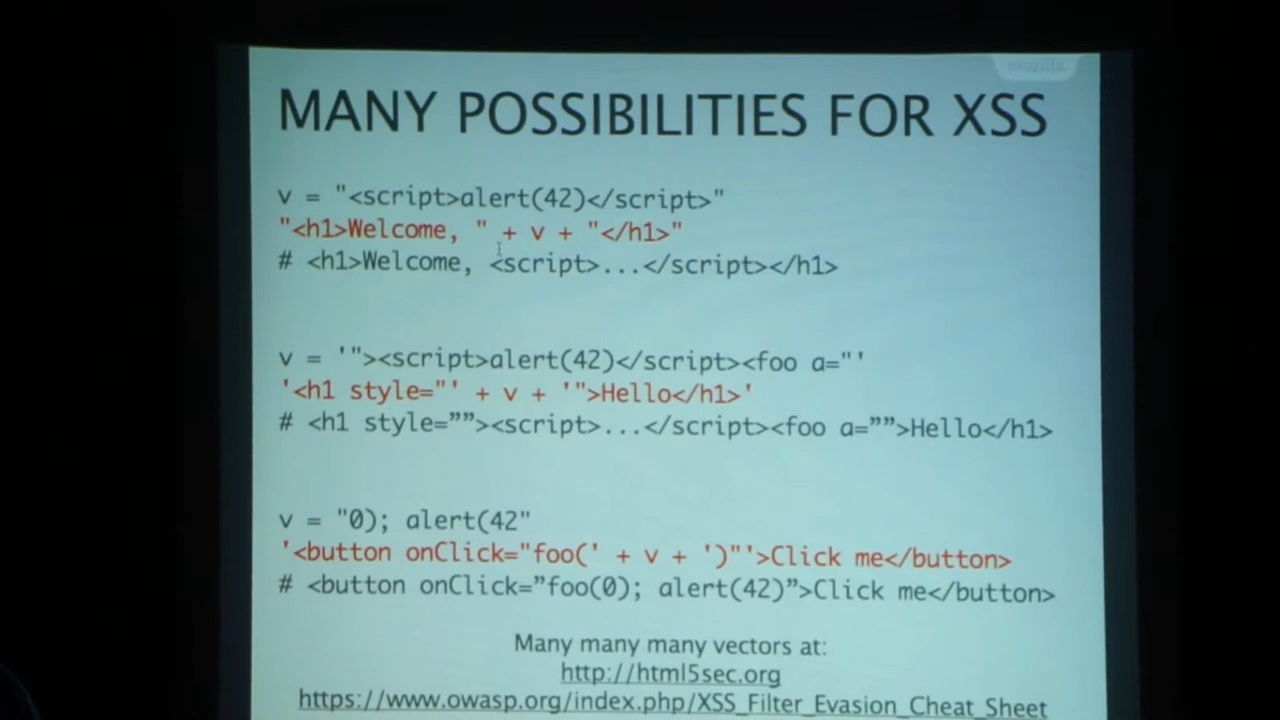 mozilla
MANY POSSIBILITIES FOR XSS
v = "<script>alert(42)</script>"
"<h1>Welcome, " + v + "</h1>"
# <h1>Welcome, <script>...</script></h1>
v = '"><script>alert(42)</script><foo a="'
'<h1 style="' + v + '">Hello</h1>'
# <h1 style=””><script>...</script><foo a=””>Hello</h1>
v = "0); alert(42"
'<button onClick="foo(' + v + ')"'>Click me</button>
# <button onClick=”foo(0); alert(42)”>Click me</button>
Many many many vectors at:
http://html5sec.org
https://www.owasp.org/index.php/XSS_Filter_Evasion_Cheat_Sheet